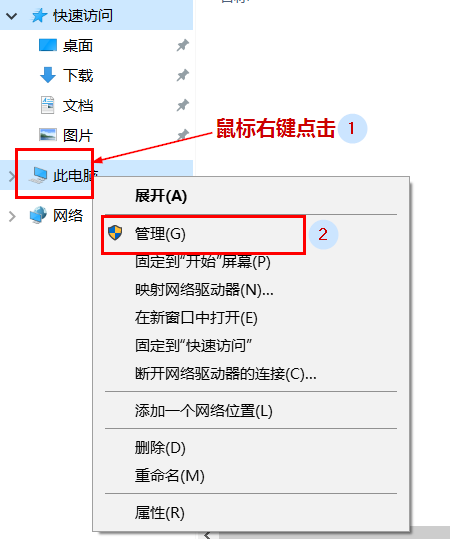 快速访问
桌面
下载
文档
图片
鼠标右键点击 1
此电脑
展开(A)
网络
管理(G) 2
固定到“开始”屏幕(P)
映射网络驱动器(N)...
在新窗口中打开(E)
固定到“快速访问”
断开网络驱动器的连接(C)...
添加一个网络位置(L)
删除(D)
重命名(M)
属性(R)